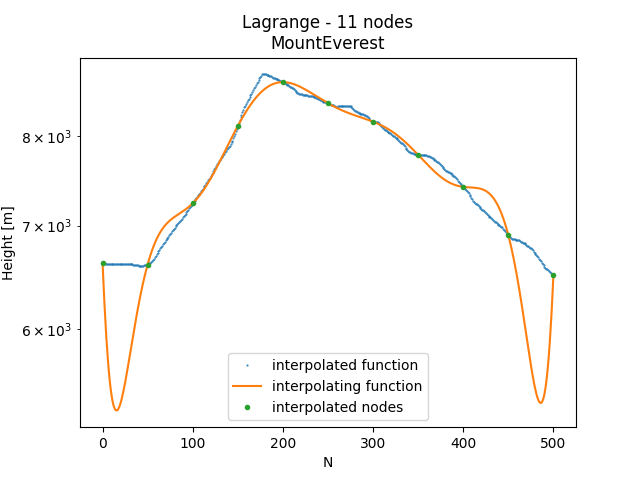 Lagrange - 11 nodes
MountEverest
Height [m]
8 × 10³
7 × 10³
6 × 10³
interpolated function
interpolating function
interpolated nodes
0 100 200 300 400 500
N